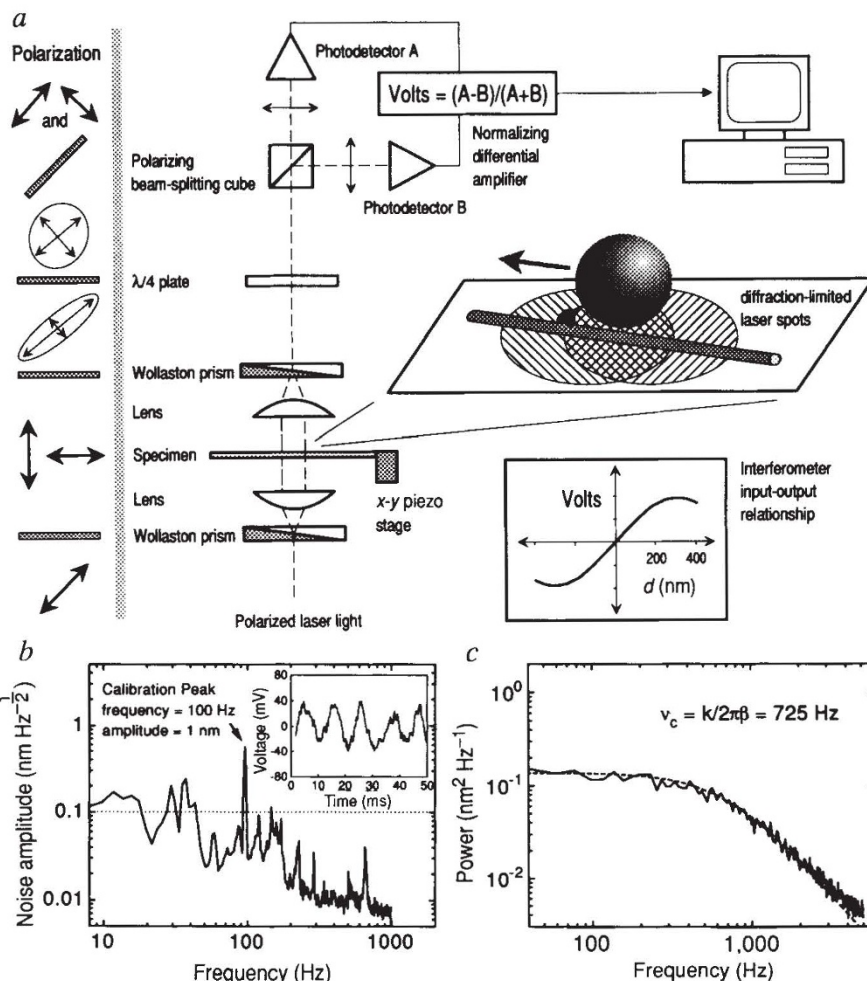 a
Polarization
and
Photodetector A
Volts = (A-B)/(A+B)
Normalizing
differential
amplifier
Polarizing
beam-splitting cube
Photodetector B
λ/4 plate
diffraction-limited
laser spots
Wollaston prism
Lens
Specimen
Lens
x-y piezo
stage
Wollaston prism
Polarized laser light
Volts
200 400
d (nm)
Interferometer
input-output
relationship
b
Noise amplitude (nm Hz^-1/2)
1
0.1
0.01
Calibration Peak
frequency = 100 Hz
amplitude = 1 nm
Voltage (mV)
80
40
0
-40
-80
0 10 20 30 40 50
Time (ms)
10 100 1000
Frequency (Hz)
c
Power (nm² Hz⁻¹)
10⁰
10⁻¹
10⁻²
ν_c = k/2πβ = 725 Hz
100 1,000
Frequency (Hz)